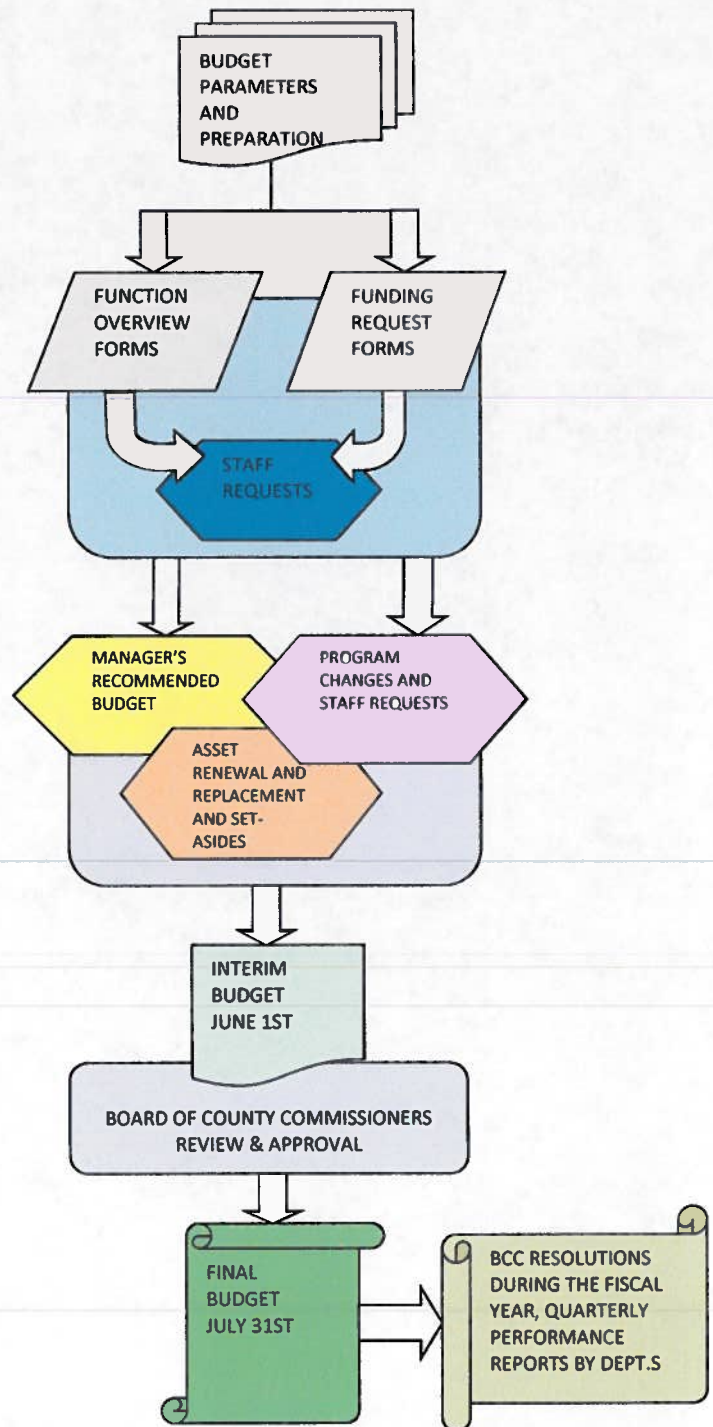 BUDGET
PARAMETERS
AND
PREPARATION
FUNCTION
OVERVIEW
FORMS
FUNDING
REQUEST
FORMS
STAFF
REQUESTS
MANAGER'S
RECOMMENDED
BUDGET
PROGRAM
CHANGES AND
STAFF REQUESTS
ASSET
RENEWAL AND
REPLACEMENT
AND SET-
ASIDES
INTERIM
BUDGET
JUNE 1ST
BOARD OF COUNTY COMMISSIONERS
REVIEW & APPROVAL
FINAL
BUDGET
JULY 31ST
BCC RESOLUTIONS
DURING THE FISCAL
YEAR, QUARTERLY
PERFORMANCE
REPORTS BY DEPT.S